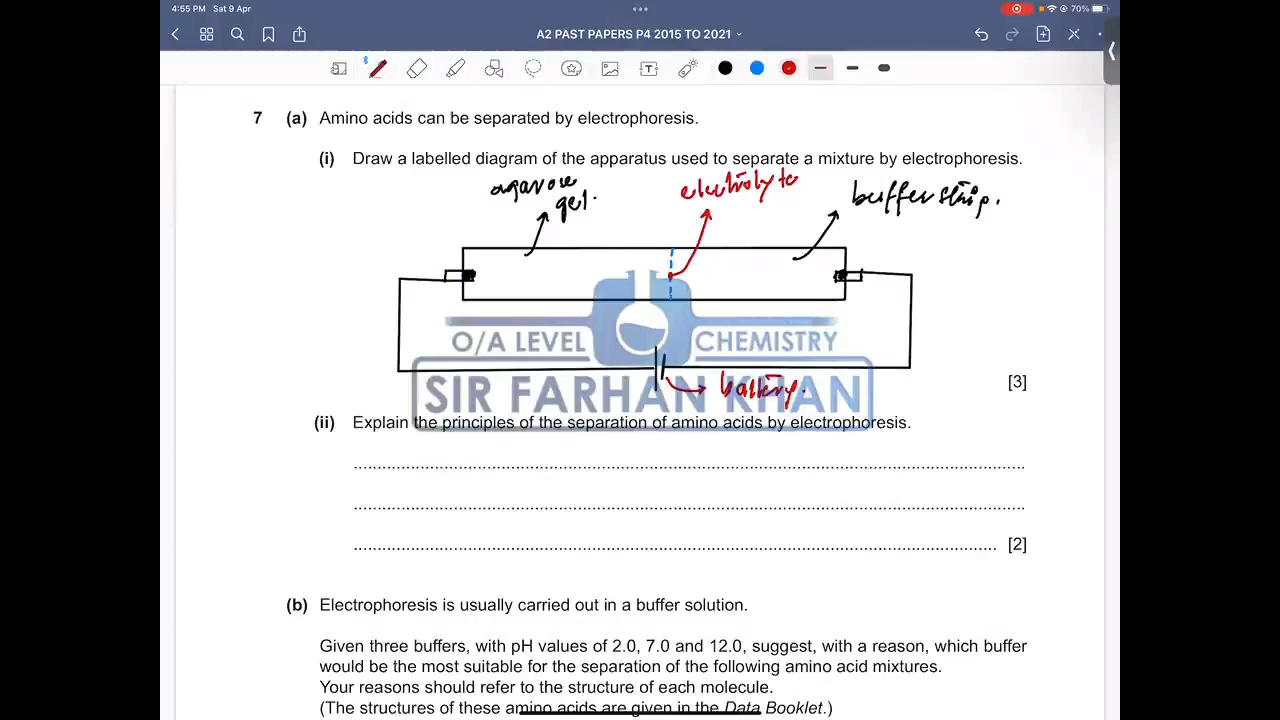 4:55 PM Sat 9 Apr
70%
A2 PAST PAPERS P4 2015 TO 2021
7 (a) Amino acids can be separated by electrophoresis.
(i) Draw a labelled diagram of the apparatus used to separate a mixture by electrophoresis.
agarose gel.
electrolyte
buffer strip.
O/A LEVEL CHEMISTRY
SIR FARHAN KHAN
battery.
[3]
(ii) Explain the principles of the separation of amino acids by electrophoresis.
[2]
(b) Electrophoresis is usually carried out in a buffer solution.
Given three buffers, with pH values of 2.0, 7.0 and 12.0, suggest, with a reason, which buffer
would be the most suitable for the separation of the following amino acid mixtures.
Your reasons should refer to the structure of each molecule.
(The structures of these amino acids are given in the Data Booklet.)